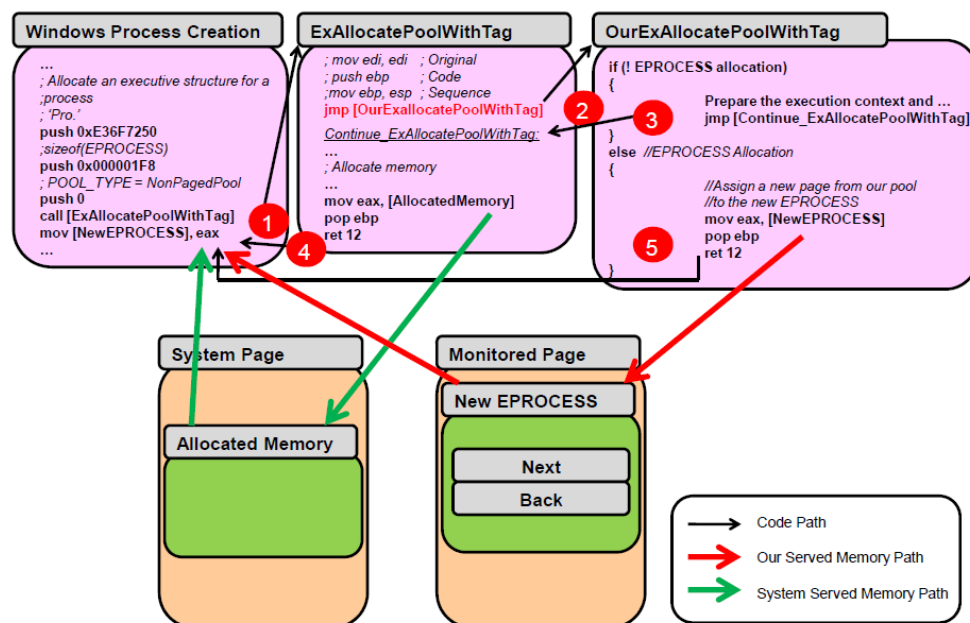 Windows Process Creation
…
; Allocate an executive structure for a
;process
; 'Pro.'
push 0xE36F7250
;sizeof(EPROCESS)
push 0x000001F8
; POOL_TYPE = NonPagedPool
push 0
call [ExAllocatePoolWithTag]
mov [NewEPROCESS], eax
…
1
4
ExAllocatePoolWithTag
; mov edi, edi ; Original
; push ebp ; Code
;mov ebp, esp ; Sequence
jmp [OurExallocatePoolWithTag]
Continue_ExAllocatePoolWithTag:
…
; Allocate memory
…
mov eax, [AllocatedMemory]
pop ebp
ret 12
2
OurExAllocatePoolWithTag
if (! EPROCESS allocation)
{
Prepare the execution context and …
jmp [Continue_ExAllocatePoolWithTag]
}
else //EPROCESS Allocation
{
//Assign a new page from our pool
//to the new EPROCESS
mov eax, [NewEPROCESS]
pop ebp
ret 12
}
3
5
System Page
Allocated Memory
Monitored Page
New EPROCESS
Next
Back
Code Path
Our Served Memory Path
System Served Memory Path